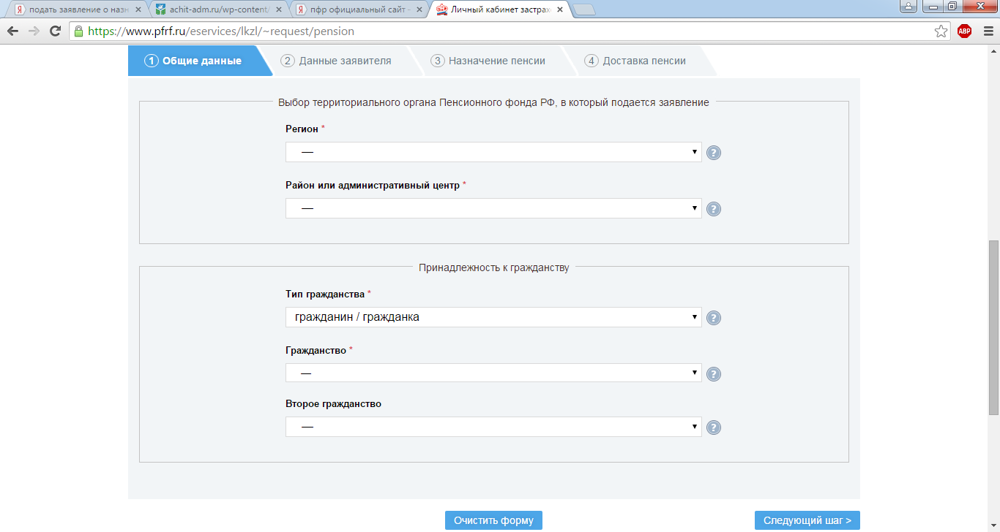 подать заявление о назн
achit-adm.ru/wp-content/
пфр официальный сайт -
Личный кабинет застрах
https://www.pfrf.ru/eservices/lkzl/~request/pension
ABP
1 Общие данные
2 Данные заявителя
3 Назначение пенсии
4 Доставка пенсии
Выбор территориального органа Пенсионного фонда РФ, в который подается заявление
Регион *
—
?
Район или административный центр *
—
?
Принадлежность к гражданству
Тип гражданства *
гражданин / гражданка
?
Гражданство *
—
?
Второе гражданство
—
?
Очистить форму
Следующий шаг >